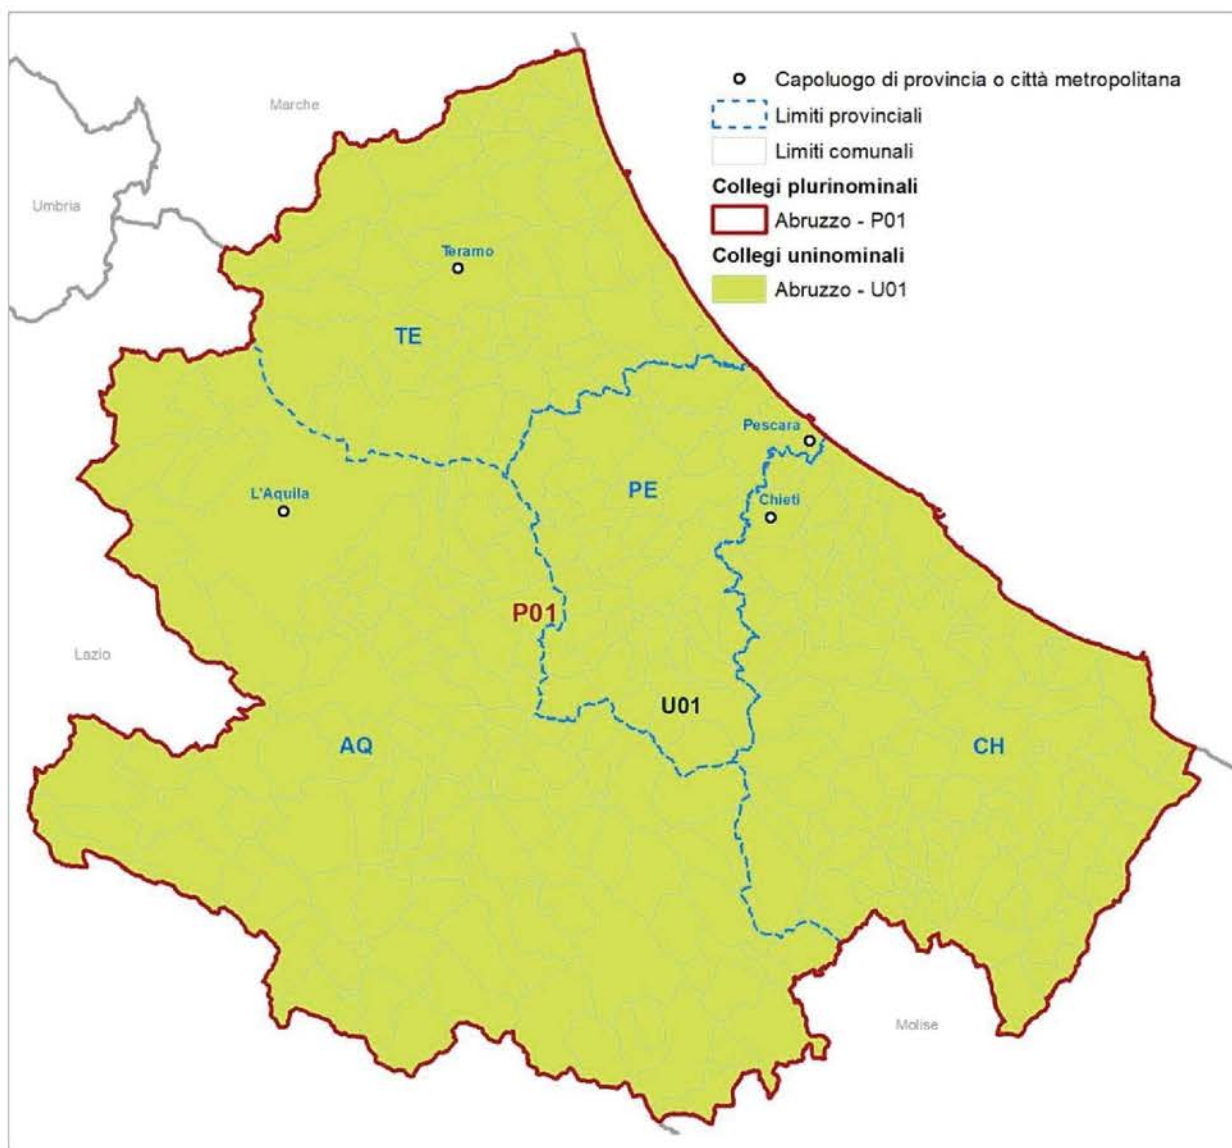 Capoluogo di provincia o città metropolitana
Limiti provinciali
Limiti comunali
Collegi plurinominali
Abruzzo - P01
Collegi uninominali
Abruzzo - U01
Marche
Umbria
Teramo
TE
Pescara
PE
L'Aquila
Chieti
P01
Lazio
U01
AQ
CH
Molise